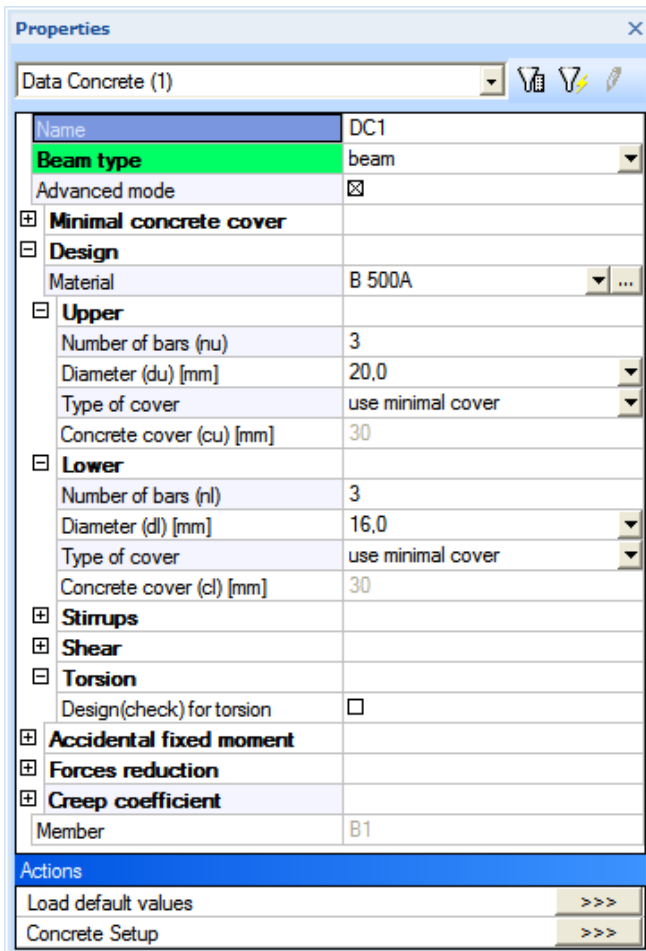 Properties
Data Concrete (1)
Name DC1
Beam type beam
Advanced mode
Minimal concrete cover
Design
Material B 500A ...
Upper
Number of bars (nu) 3
Diameter (du) [mm] 20,0
Type of cover use minimal cover
Concrete cover (cu) [mm] 30
Lower
Number of bars (nl) 3
Diameter (dl) [mm] 16,0
Type of cover use minimal cover
Concrete cover (cl) [mm] 30
Stirrups
Shear
Torsion
Design(check) for torsion
Accidental fixed moment
Forces reduction
Creep coefficient
Member B1
Actions
Load default values >>>
Concrete Setup >>>